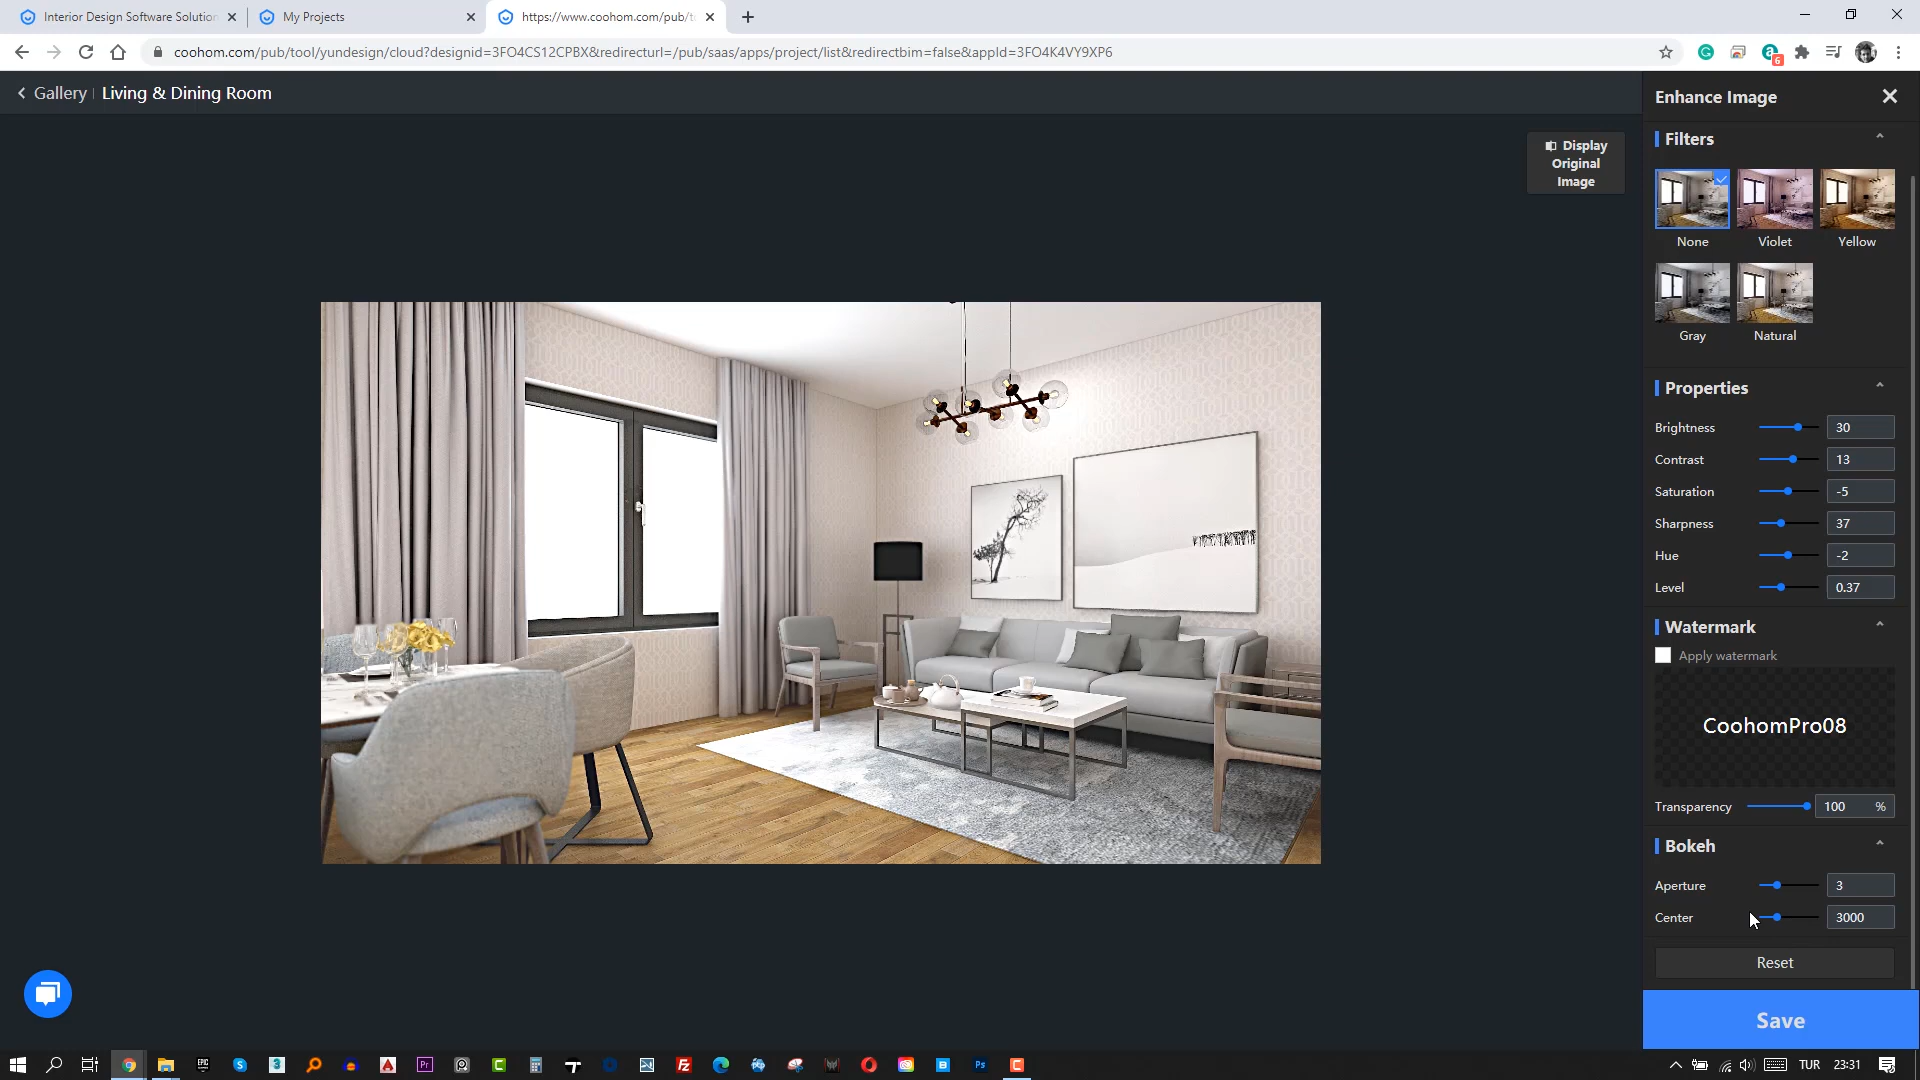 Interior Design Software Solution
My Projects
https://www.coohom.com/pub/t
coohom.com/pub/tool/yundesign/cloud?designid=3FO4CS12CPBX&redirecturl=/pub/saas/apps/project/list&redirectbim=false&appId=3FO4K4VY9XP6
6
Gallery | Living & Dining Room
Display
Original
Image
Enhance Image
Filters
None
Violet
Yellow
Gray
Natural
Properties
Brightness 30
Contrast 13
Saturation -5
Sharpness 37
Hue -2
Level 0.37
Watermark
Apply watermark
CoohomPro08
Transparency 100 %
Bokeh
Aperture 3
Center 3000
Reset
Save
TUR 23:31